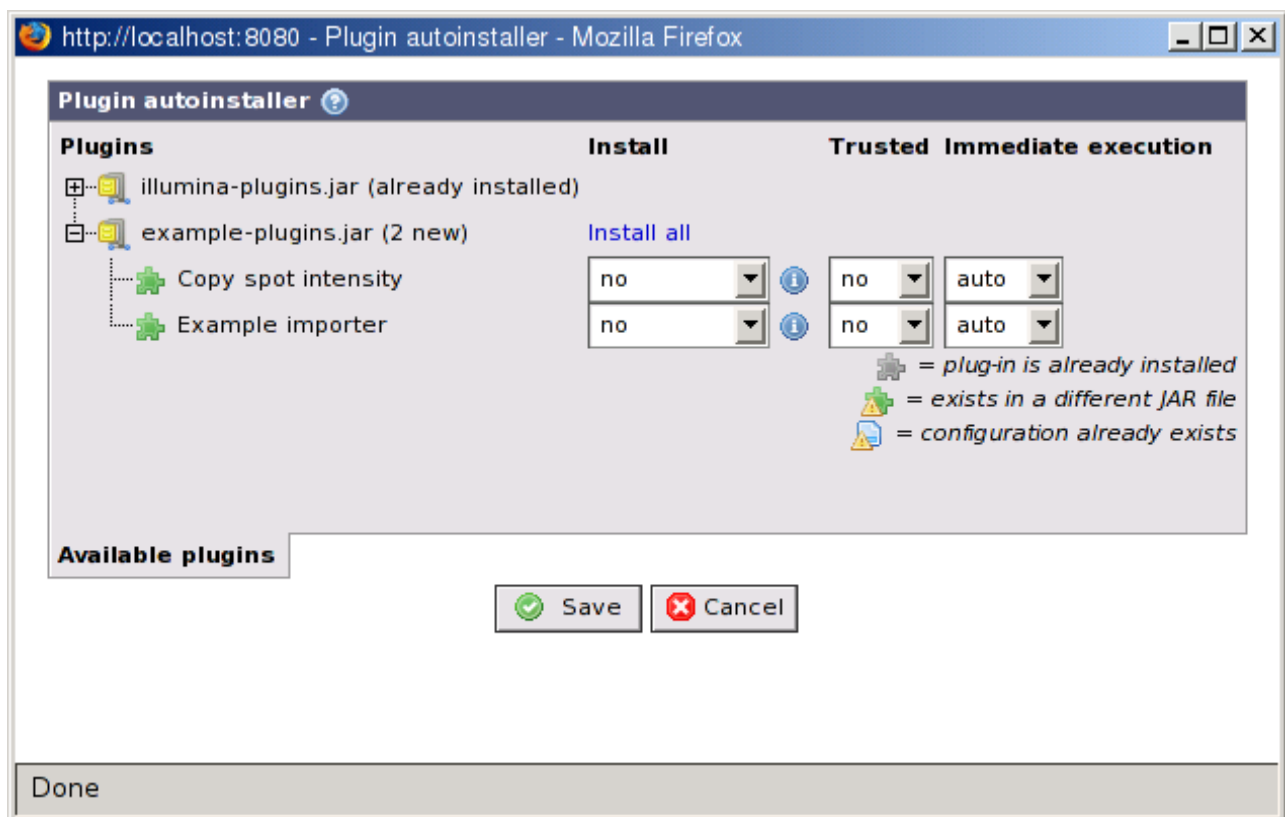 http://localhost:8080 - Plugin autoinstaller - Mozilla Firefox
Plugin autoinstaller
Plugins Install Trusted Immediate execution
illumina-plugins.jar (already installed)
example-plugins.jar (2 new) Install all
Copy spot intensity no no auto
Example importer no no auto
= plug-in is already installed
= exists in a different JAR file
= configuration already exists
Available plugins
Save Cancel
Done